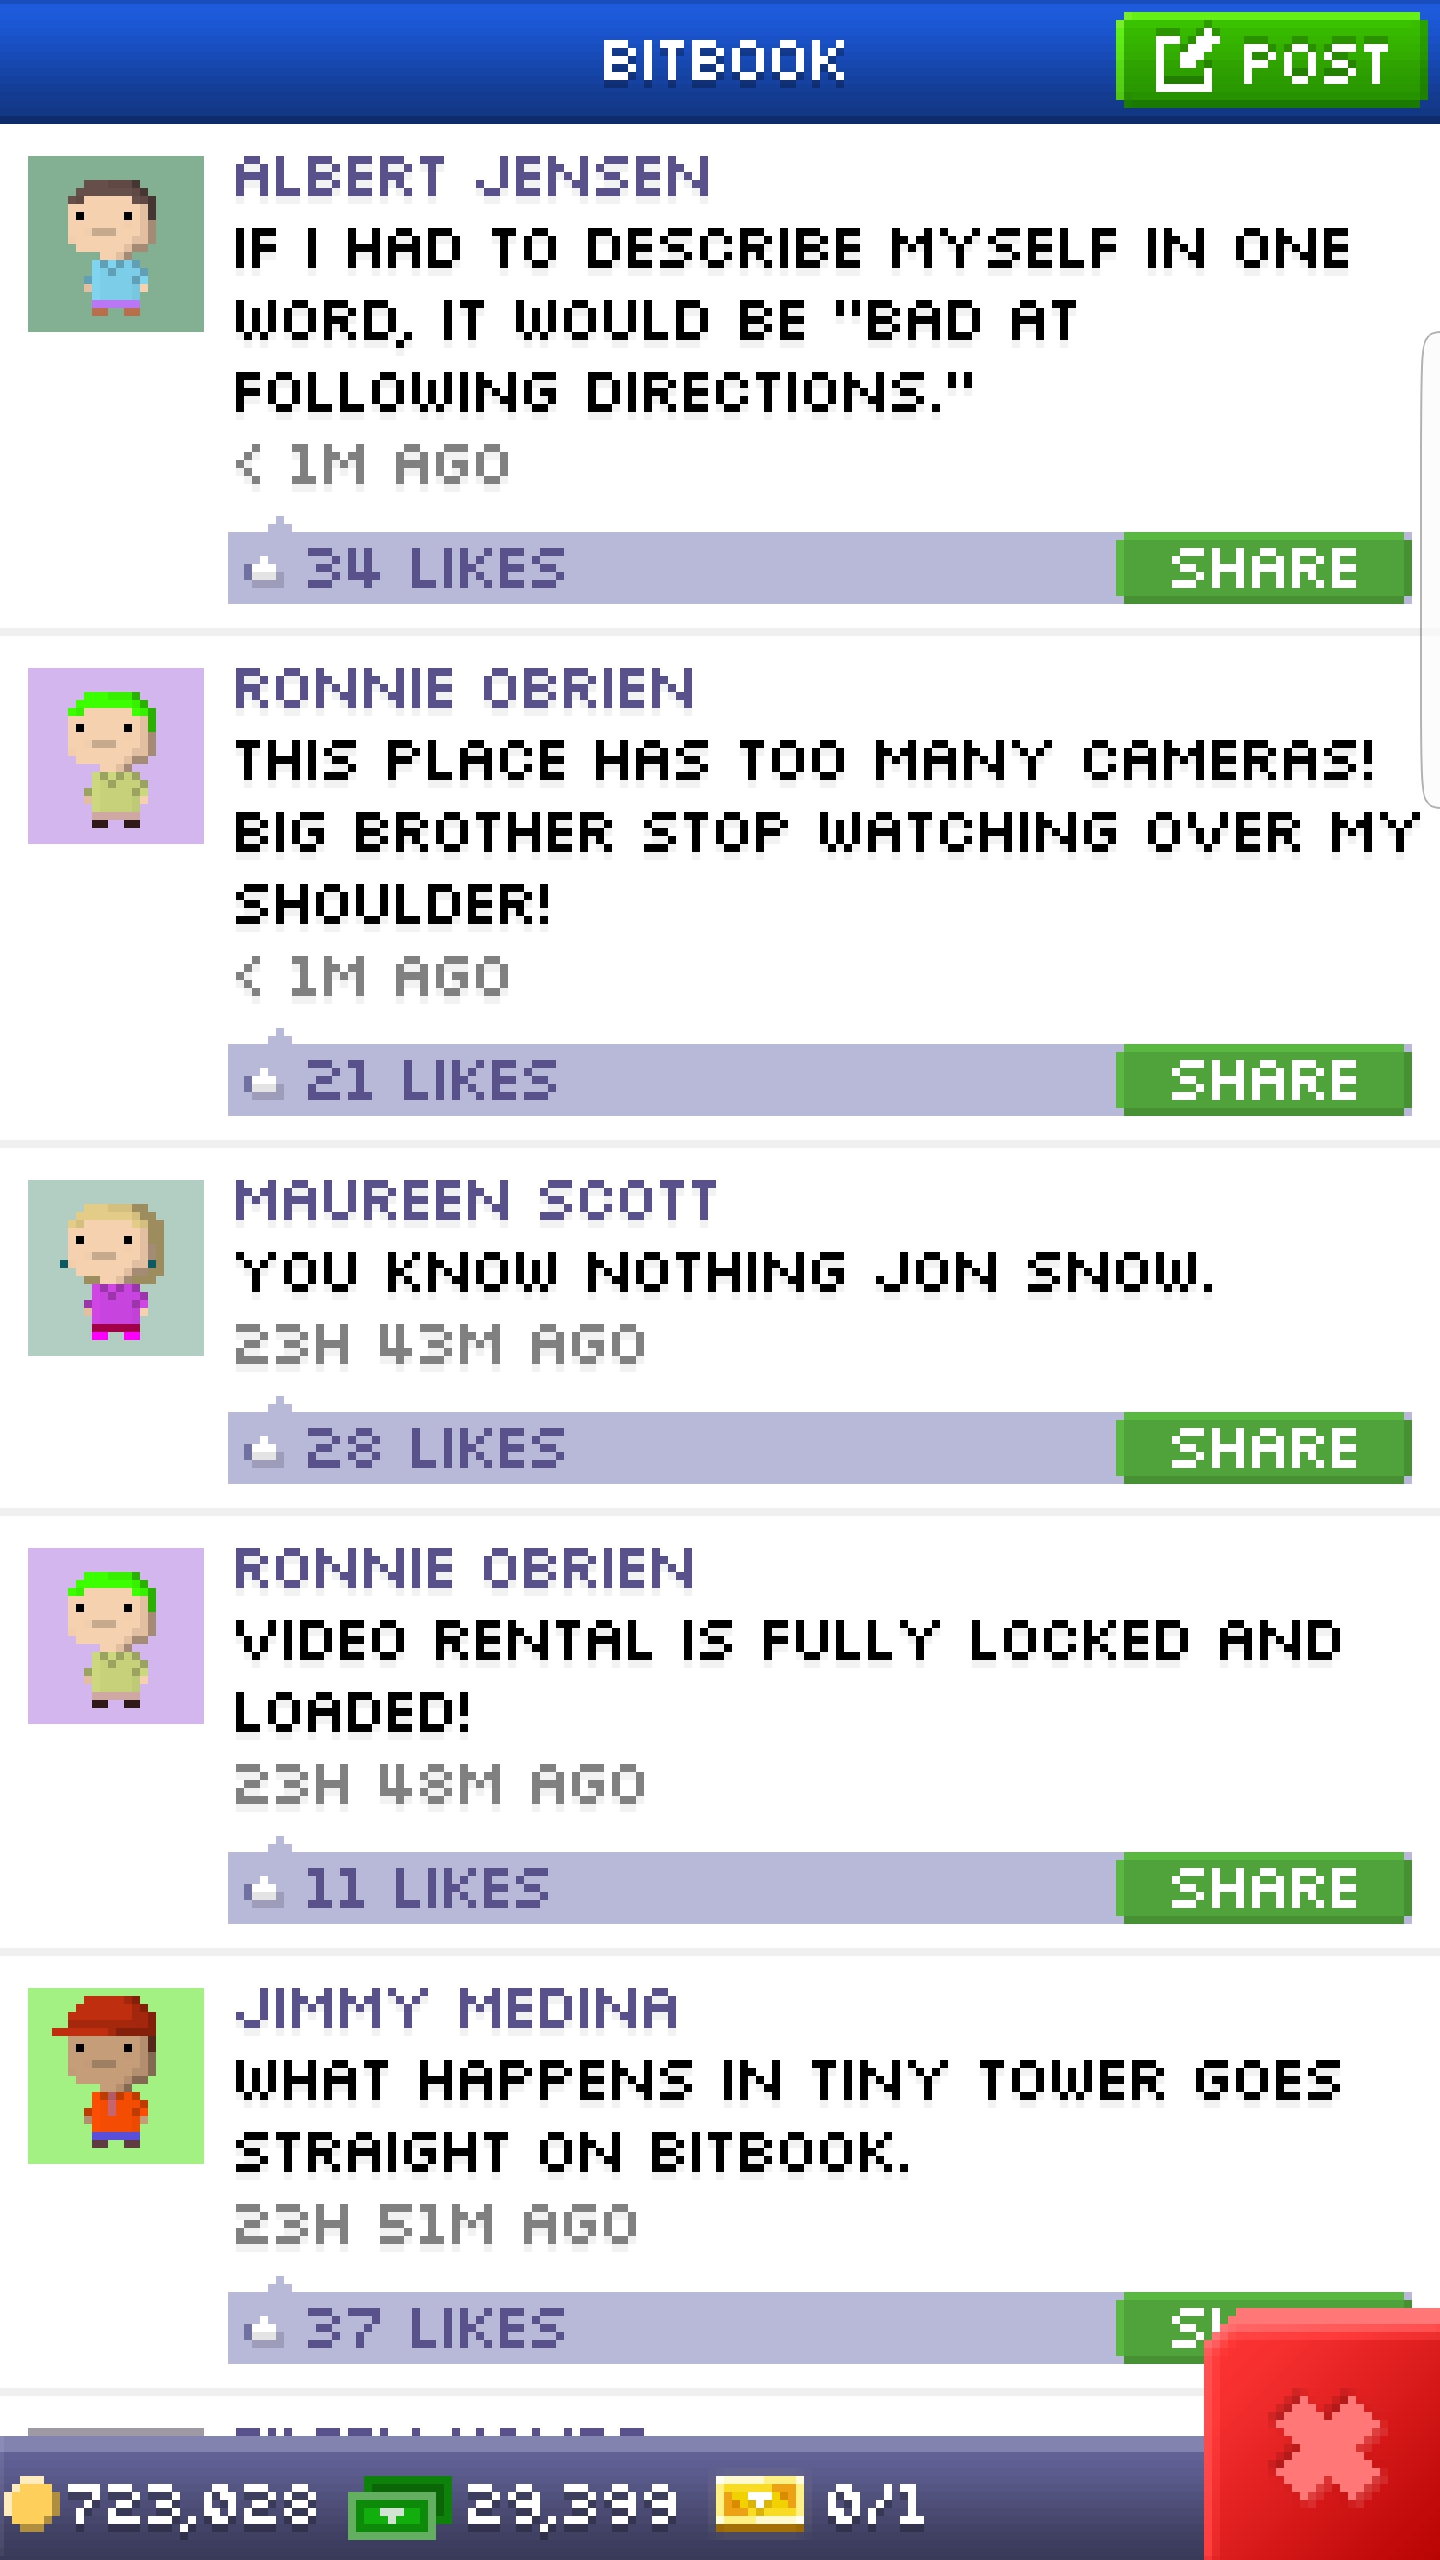 BITBOOK
POST
ALBERT JENSEN
IF I HAD TO DESCRIBE MYSELF IN ONE
WORD, IT WOULD BE "BAD AT
FOLLOWING DIRECTIONS."
< 1M AGO
34 LIKES
SHARE
RONNIE OBRIEN
THIS PLACE HAS TOO MANY CAMERAS!
BIG BROTHER STOP WATCHING OVER MY
SHOULDER!
< 1M AGO
21 LIKES
SHARE
MAUREEN SCOTT
YOU KNOW NOTHING JON SNOW.
23H 43M AGO
28 LIKES
SHARE
RONNIE OBRIEN
VIDEO RENTAL IS FULLY LOCKED AND
LOADED!
23H 48M AGO
11 LIKES
SHARE
JIMMY MEDINA
WHAT HAPPENS IN TINY TOWER GOES
STRAIGHT ON BITBOOK.
23H 51M AGO
37 LIKES
723,028
29,399
0/1